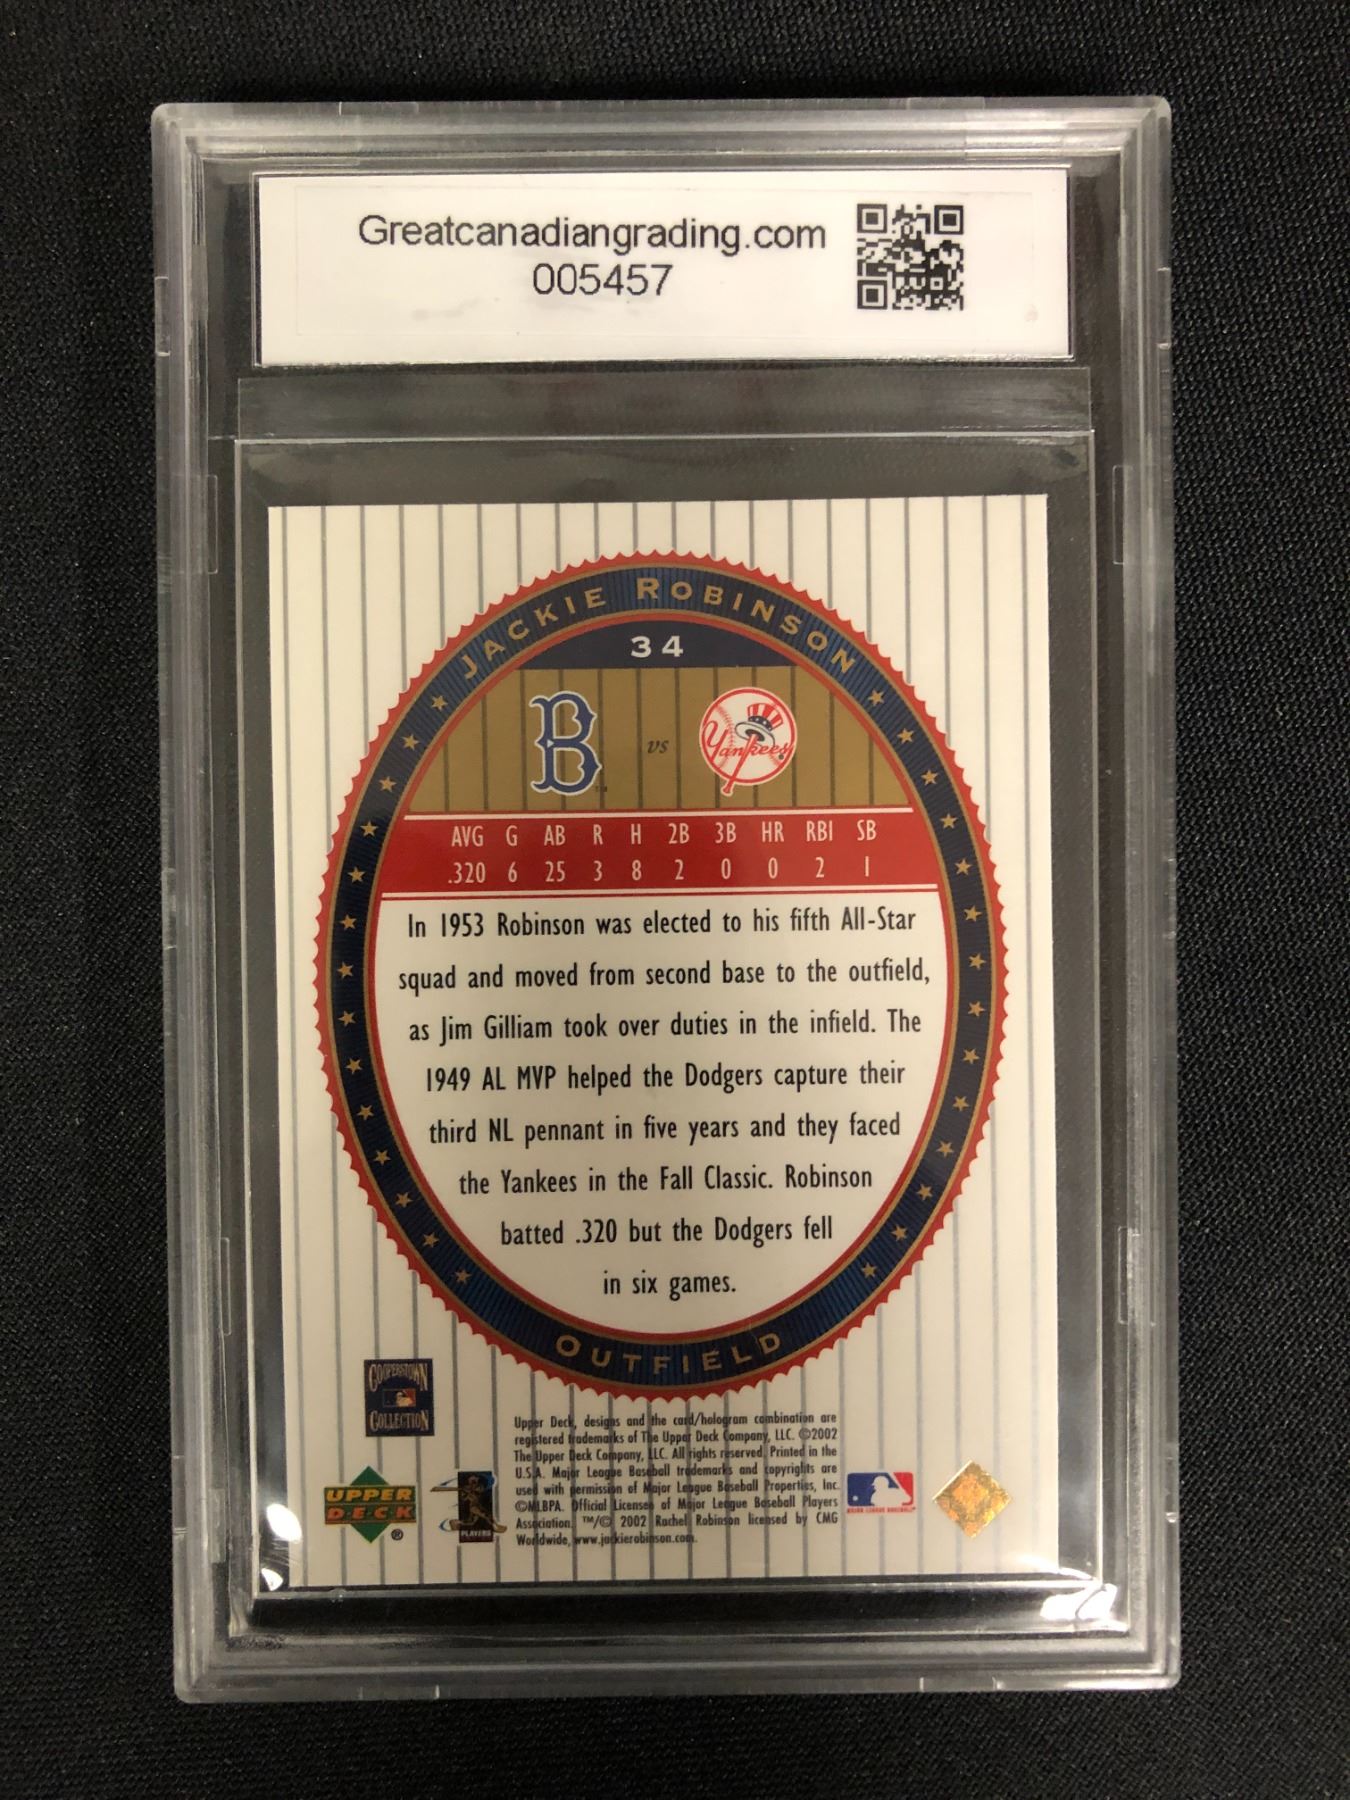 Greatcanadiangrading.com
005457
JACKIE ROBINSON
34
B
vs
Yankees
AVG G AB R H 2B 3B HR RBI SB
.320 6 25 3 8 2 0 0 2 1
In 1953 Robinson was elected to his fifth All-Star
squad and moved from second base to the outfield,
as Jim Gilliam took over duties in the infield. The
1949 AL MVP helped the Dodgers capture their
third NL pennant in five years and they faced
the Yankees in the Fall Classic. Robinson
batted .320 but the Dodgers fell
in six games.
OUTFIELD
COOPERSTOWN
COLLECTION
UPPER
DECK®
PLAYERS
Upper Deck, designs and the card/hologram combination are
registered trademarks of The Upper Deck Company, LLC. ©2002
The Upper Deck Company, LLC. All rights reserved. Printed in the
U.S.A. Major League Baseball trademarks and copyrights are
used with permission of Major League Baseball Properties, Inc.
©MLBPA. Official Licensee of Major League Baseball Players
Association. ™/© 2002 Rachel Robinson licensed by CMG
Worldwide, www.jackierobinson.com.
MAJOR LEAGUE BASEBALL